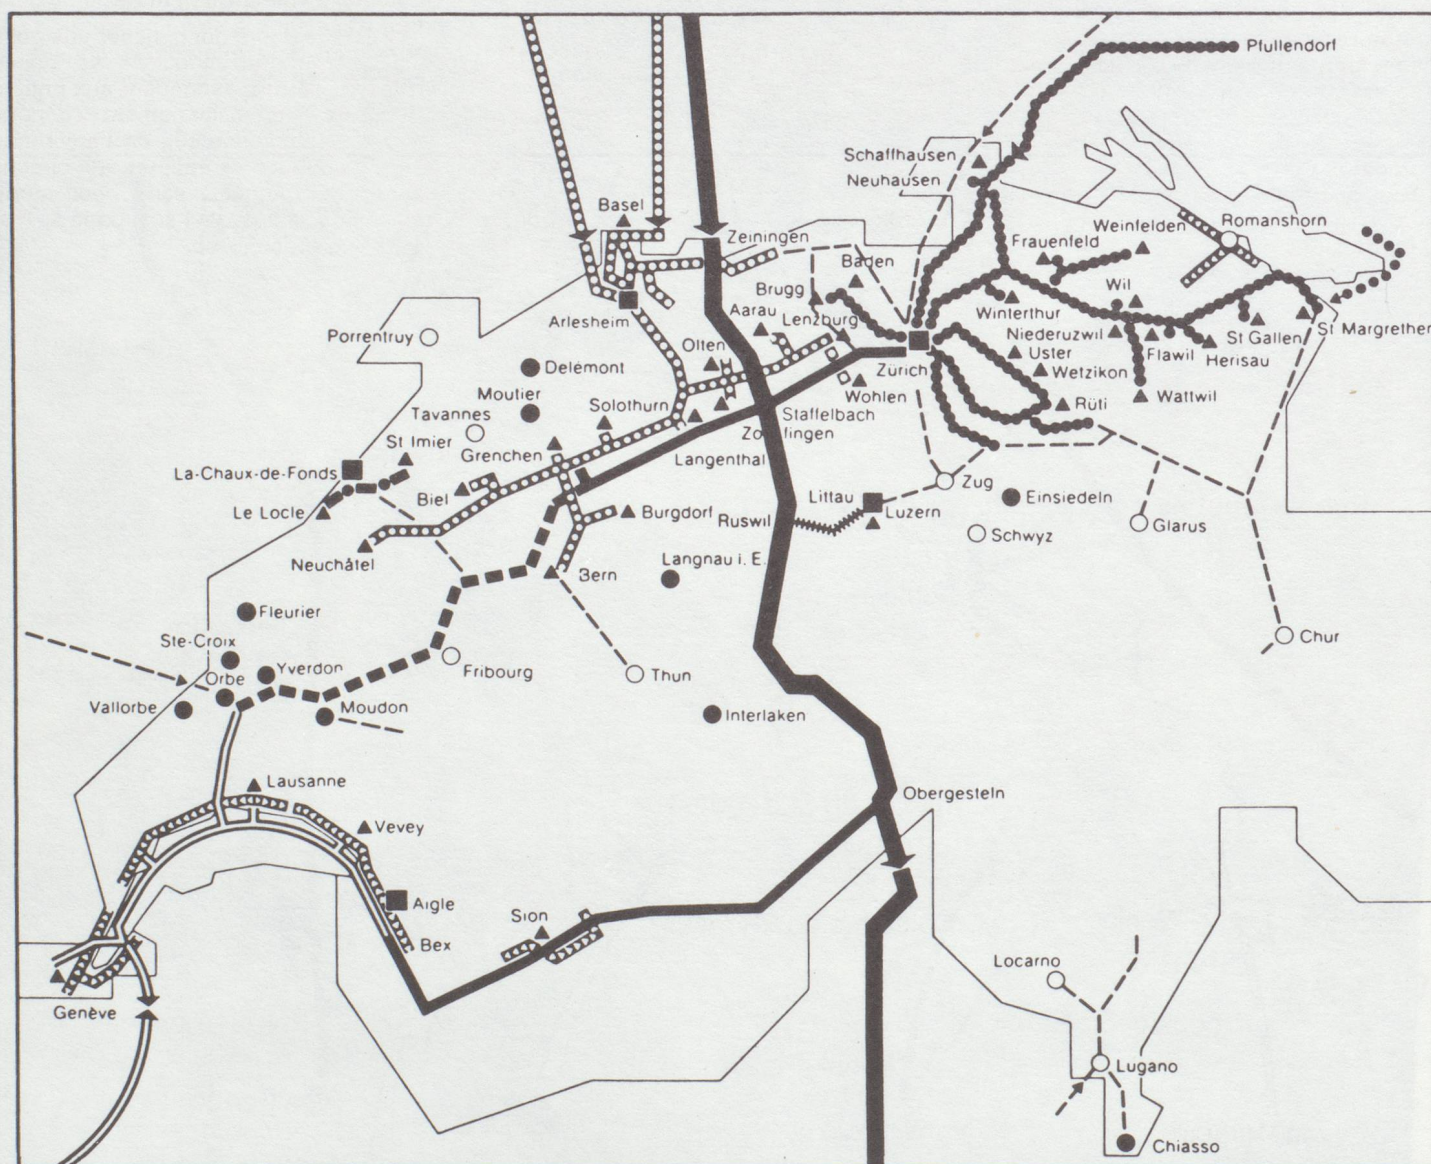 Pfullendorf
Schaffhausen
Neuhausen
Basel
Zeiningen
Weinfelden
Romanshorn
Frauenfeld
Baden
Brugg
Wil
Winterthur
Arlesheim
Aarau
Lenzburg
Niederuzwil
St Gallen
St Margrethen
Porrentruy
Olten
Zürich
Uster
Flawil
Herisau
Delémont
Wetzikon
Moutier
Wohlen
Wattwil
Tavannes
Solothurn
Staffelbach
Rüti
St Imier
Zofingen
Grenchen
Langenthal
La-Chaux-de-Fonds
Zug
Biel
Littau
Einsiedeln
Le Locle
Burgdorf
Ruswil
Luzern
Glarus
Schwyz
Neuchâtel
Langnau i. E.
Bern
Fleurier
Ste-Croix
Chur
Yverdon
Fribourg
Orbe
Thun
Vallorbe
Moudon
Interlaken
Lausanne
Obergesteln
Vevey
Aigle
Sion
Bex
Locarno
Genève
Lugano
Chiasso